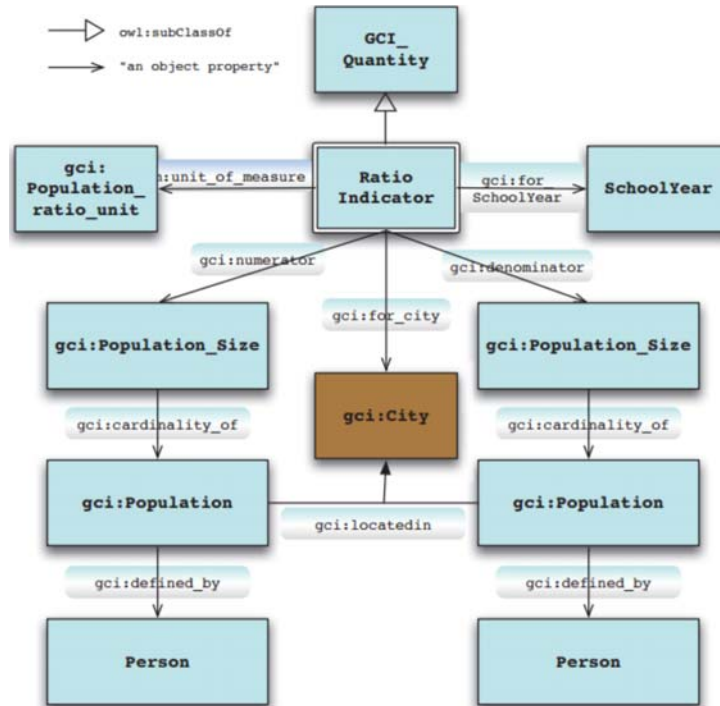 owl:subClassOf
"an object property"
GCI_
Quantity
gci:
Population_
ratio_unit
n:unit_of_measure
Ratio
Indicator
gci:for_
SchoolYear
SchoolYear
gci:numerator
gci:denominator
gci:for_city
gci:Population_Size
gci:Population_Size
gci:City
gci:cardinality_of
gci:cardinality_of
gci:Population
gci:Population
gci:locatedin
gci:defined_by
gci:defined_by
Person
Person